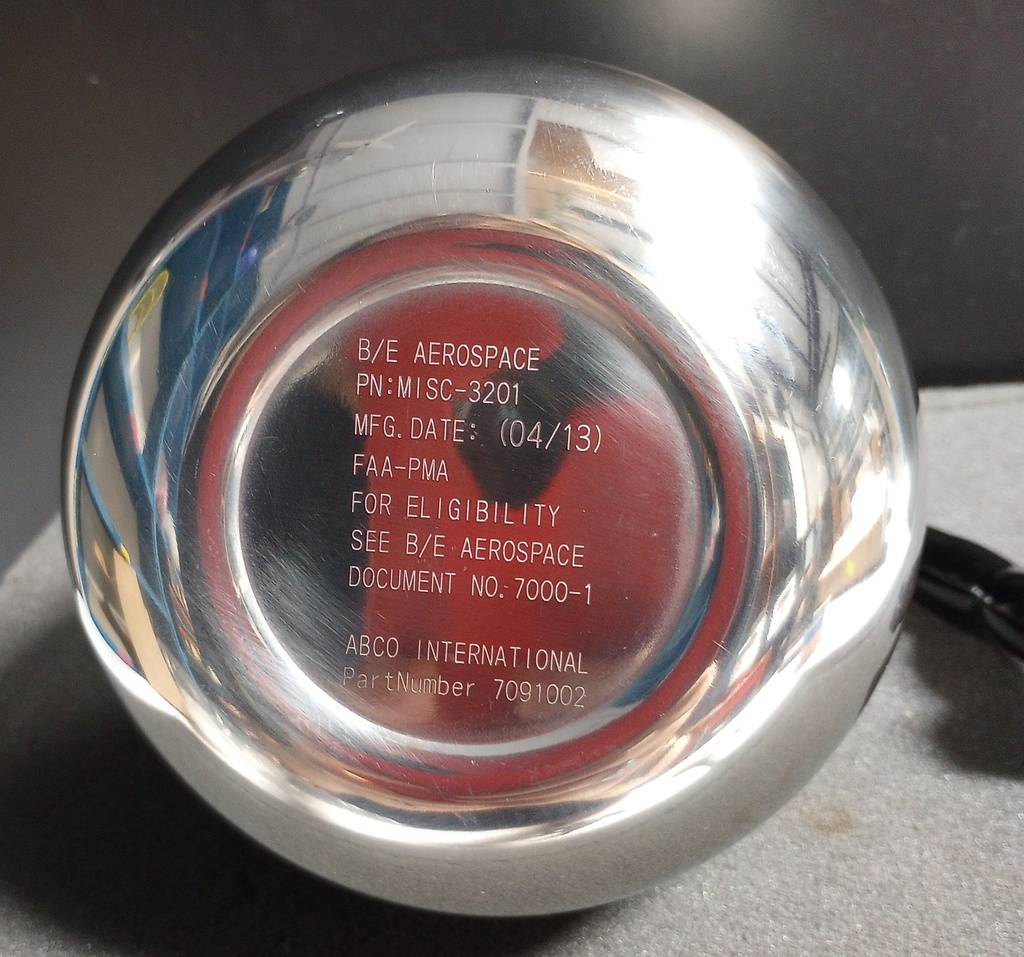 B/E AEROSPACE
PN:MISC-3201
MFG. DATE: (04/13)
FAA-PMA
FOR ELIGIBILITY
SEE B/E AEROSPACE
DOCUMENT NO. 7000-1
ABCO INTERNATIONAL
PartNumber 7091002